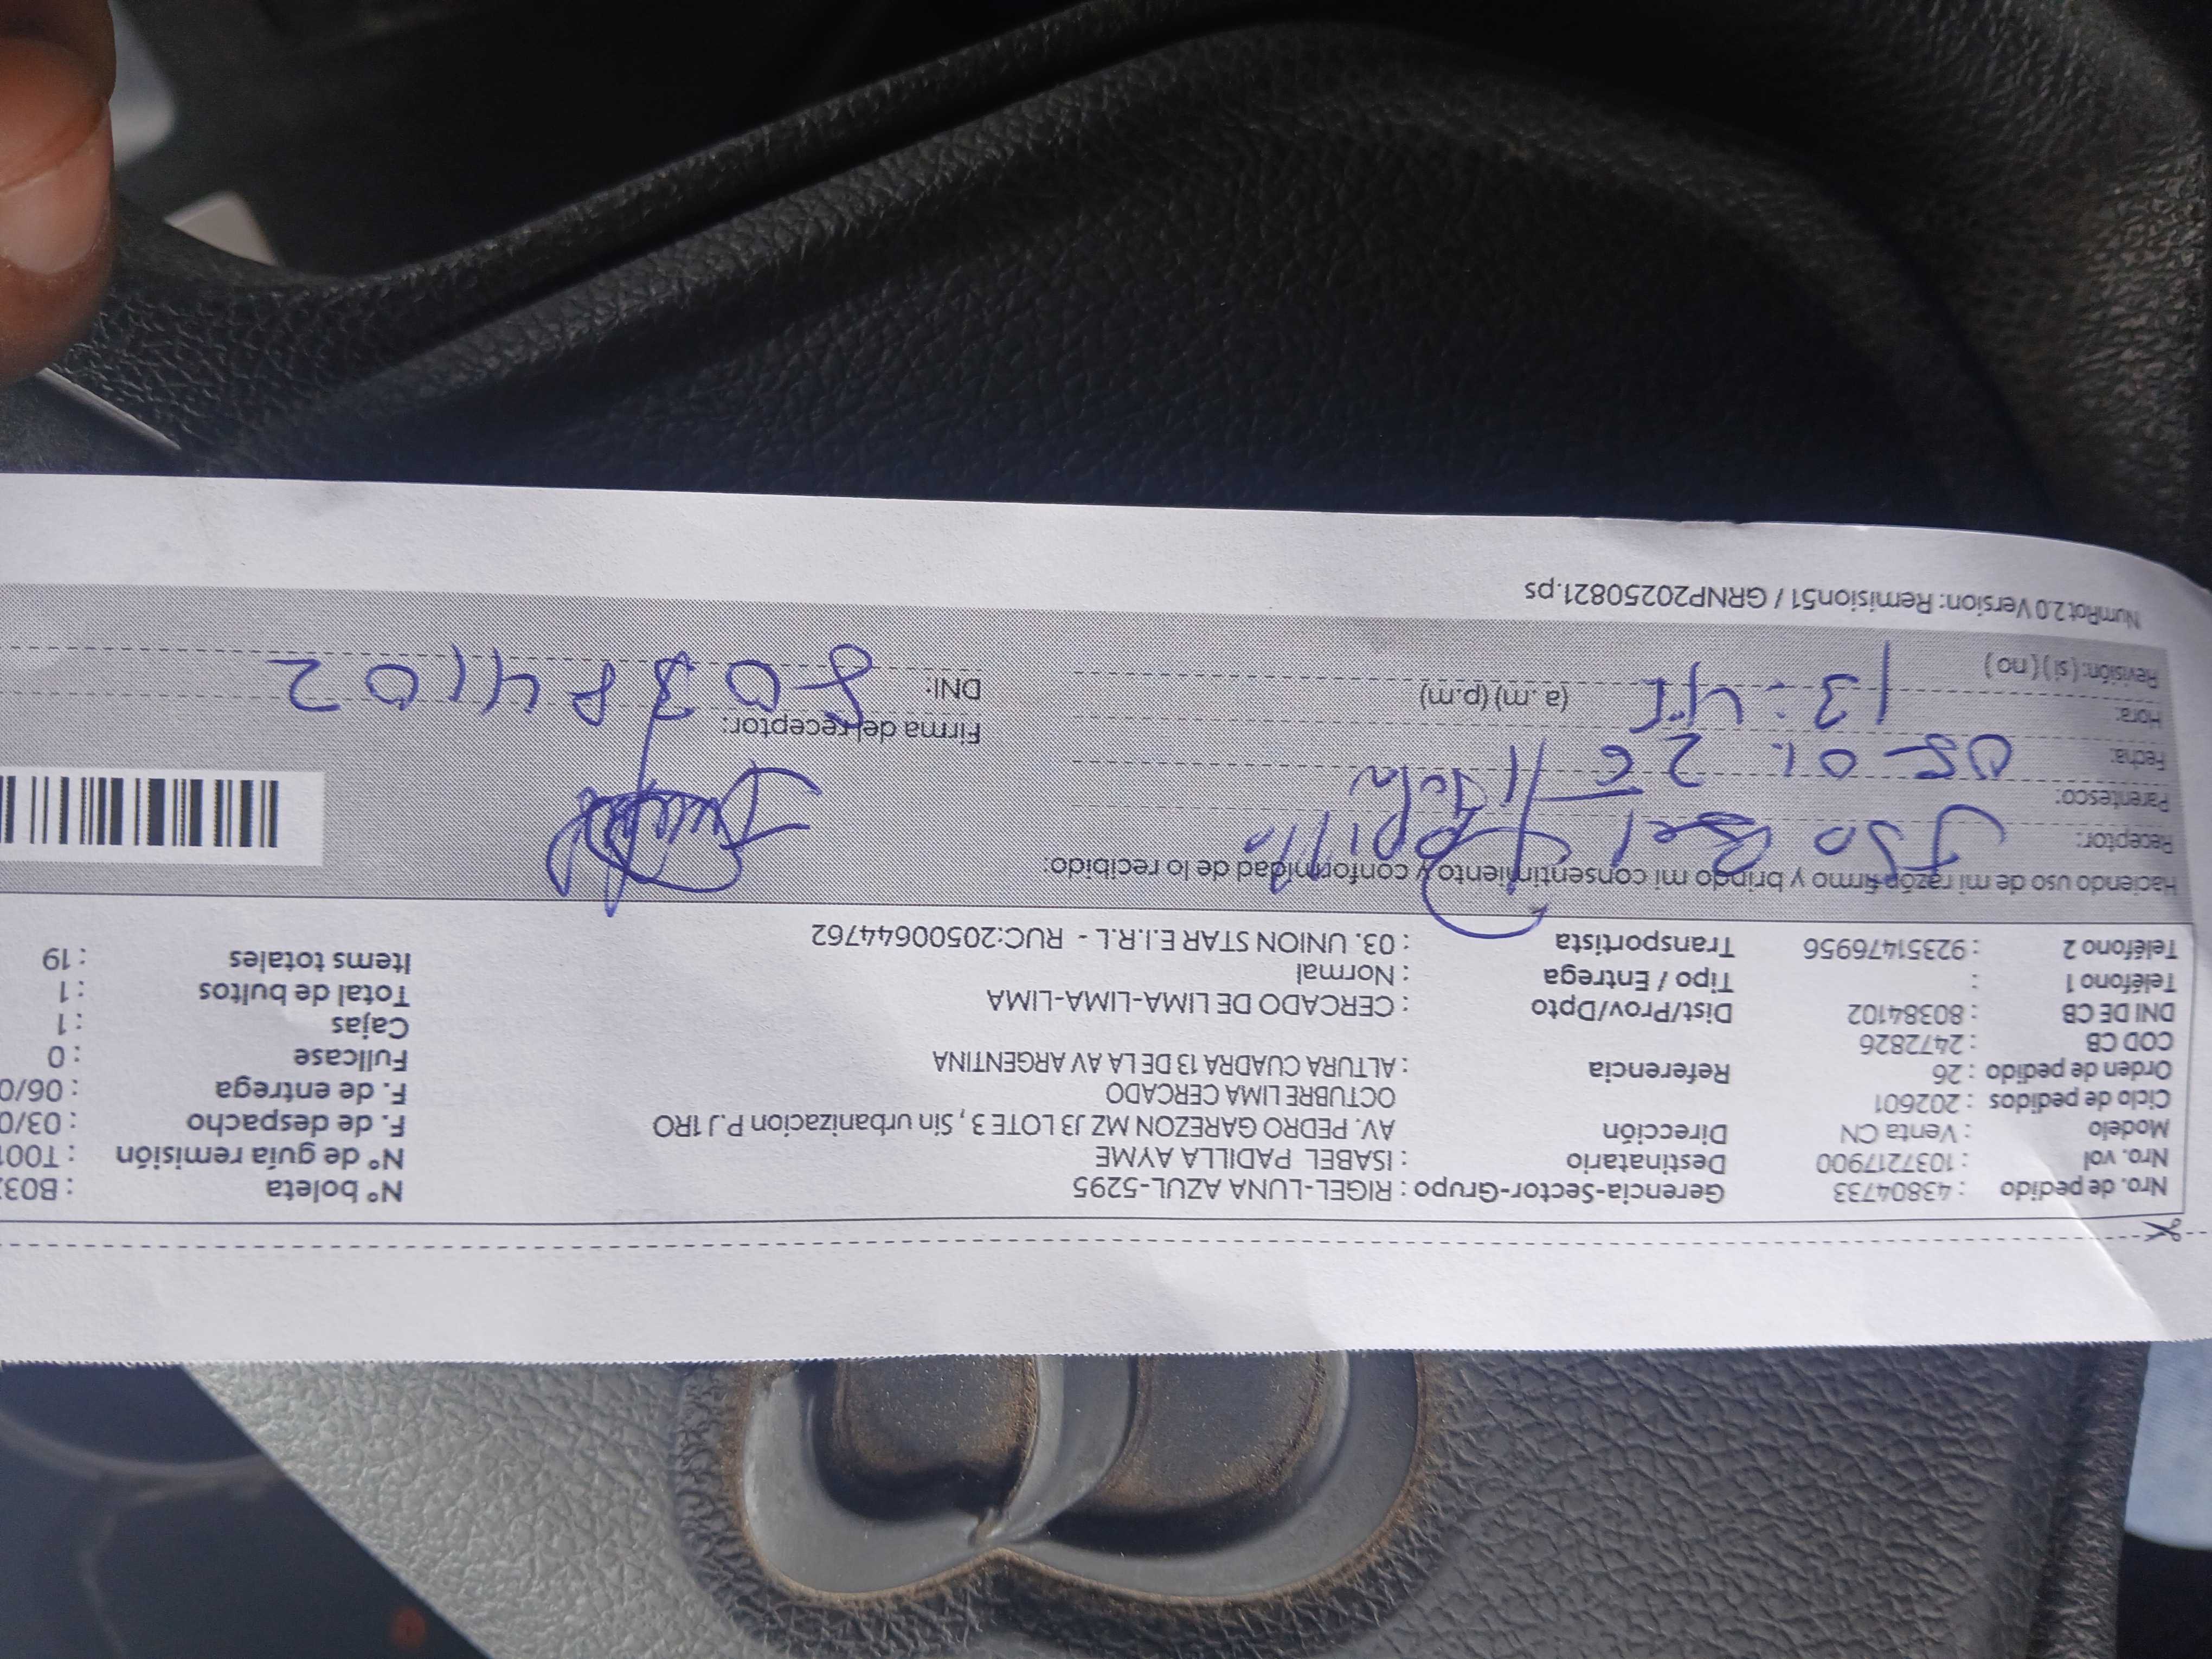 Nro. de pedido : 43804733 Gerencia-Sector-Grupo : RIGEL-LUNA AZUL-5295 N° boleta : B03
Nro. vol : 1037217900 Destinatario : ISABEL PADILLA AYME N° de guía remisión : T001
Modelo : Venta CN Dirección AV. PEDRO GAREZON MZ J3 LOTE 3, Sin urbanizacion P.J 1RO F. de despacho : 03/0
Ciclo de pedidos : 202601 OCTUBRE LIMA CERCADO F. de entrega : 06/0
Orden de pedido : 26 Referencia : ALTURA CUADRA 13 DE LA AV ARGENTINA Fullcase : 0
COD CB : 2472826 Cajas : 1
DNI DE CB : 80384102 Dist/Prov/Dpto : CERCADO DE LIMA-LIMA-LIMA Total de bultos : 1
Teléfono 1 : Tipo / Entrega : Normal Items totales : 19
Teléfono 2 : 92351476956 Transportista : 03. UNION STAR E.I.R.L - RUC:20500644762
Haciendo uso de mi razón firmo y brindo mi consentimiento y conformidad de lo recibido:
Receptor: Isabel Padilla
Parentesco: titular
Fecha: 05-01-26 Firma del receptor:
Hora: 13:45 (a.m) (p.m) DNI: 80384102
Revisión: (si) (no)
NumRot 2.0 Version: Remision51 / GRNP20250821.ps